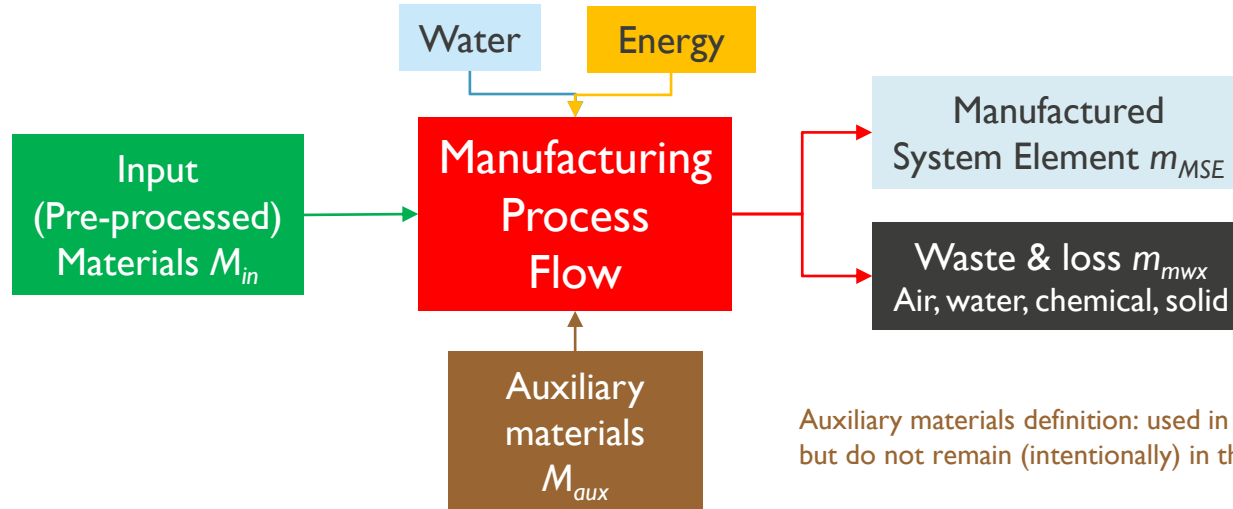 Water
Energy
Input
(Pre-processed)
Materials M_in
Manufacturing
Process
Flow
Manufactured
System Element m_MSE
Waste & loss m_mwx
Air, water, chemical, solid
Auxiliary
materials
M_aux
Auxiliary materials definition: used in
but do not remain (intentionally) in th